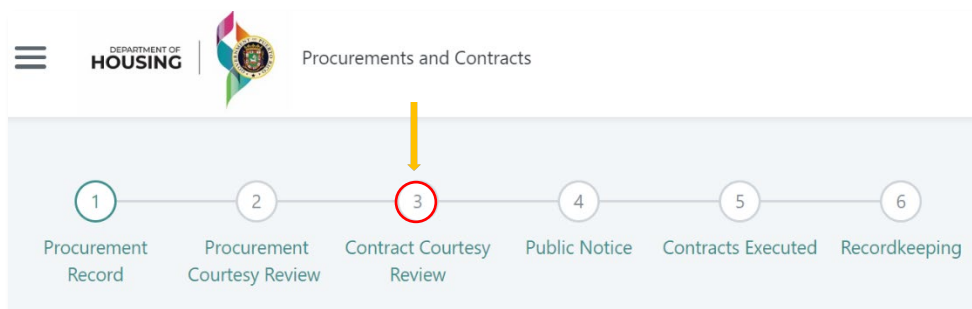 DEPARTMENT OF
HOUSING
Procurements and Contracts
1
2
3
4
5
6
Procurement
Record
Procurement
Courtesy Review
Contract Courtesy
Review
Public Notice
Contracts Executed
Recordkeeping